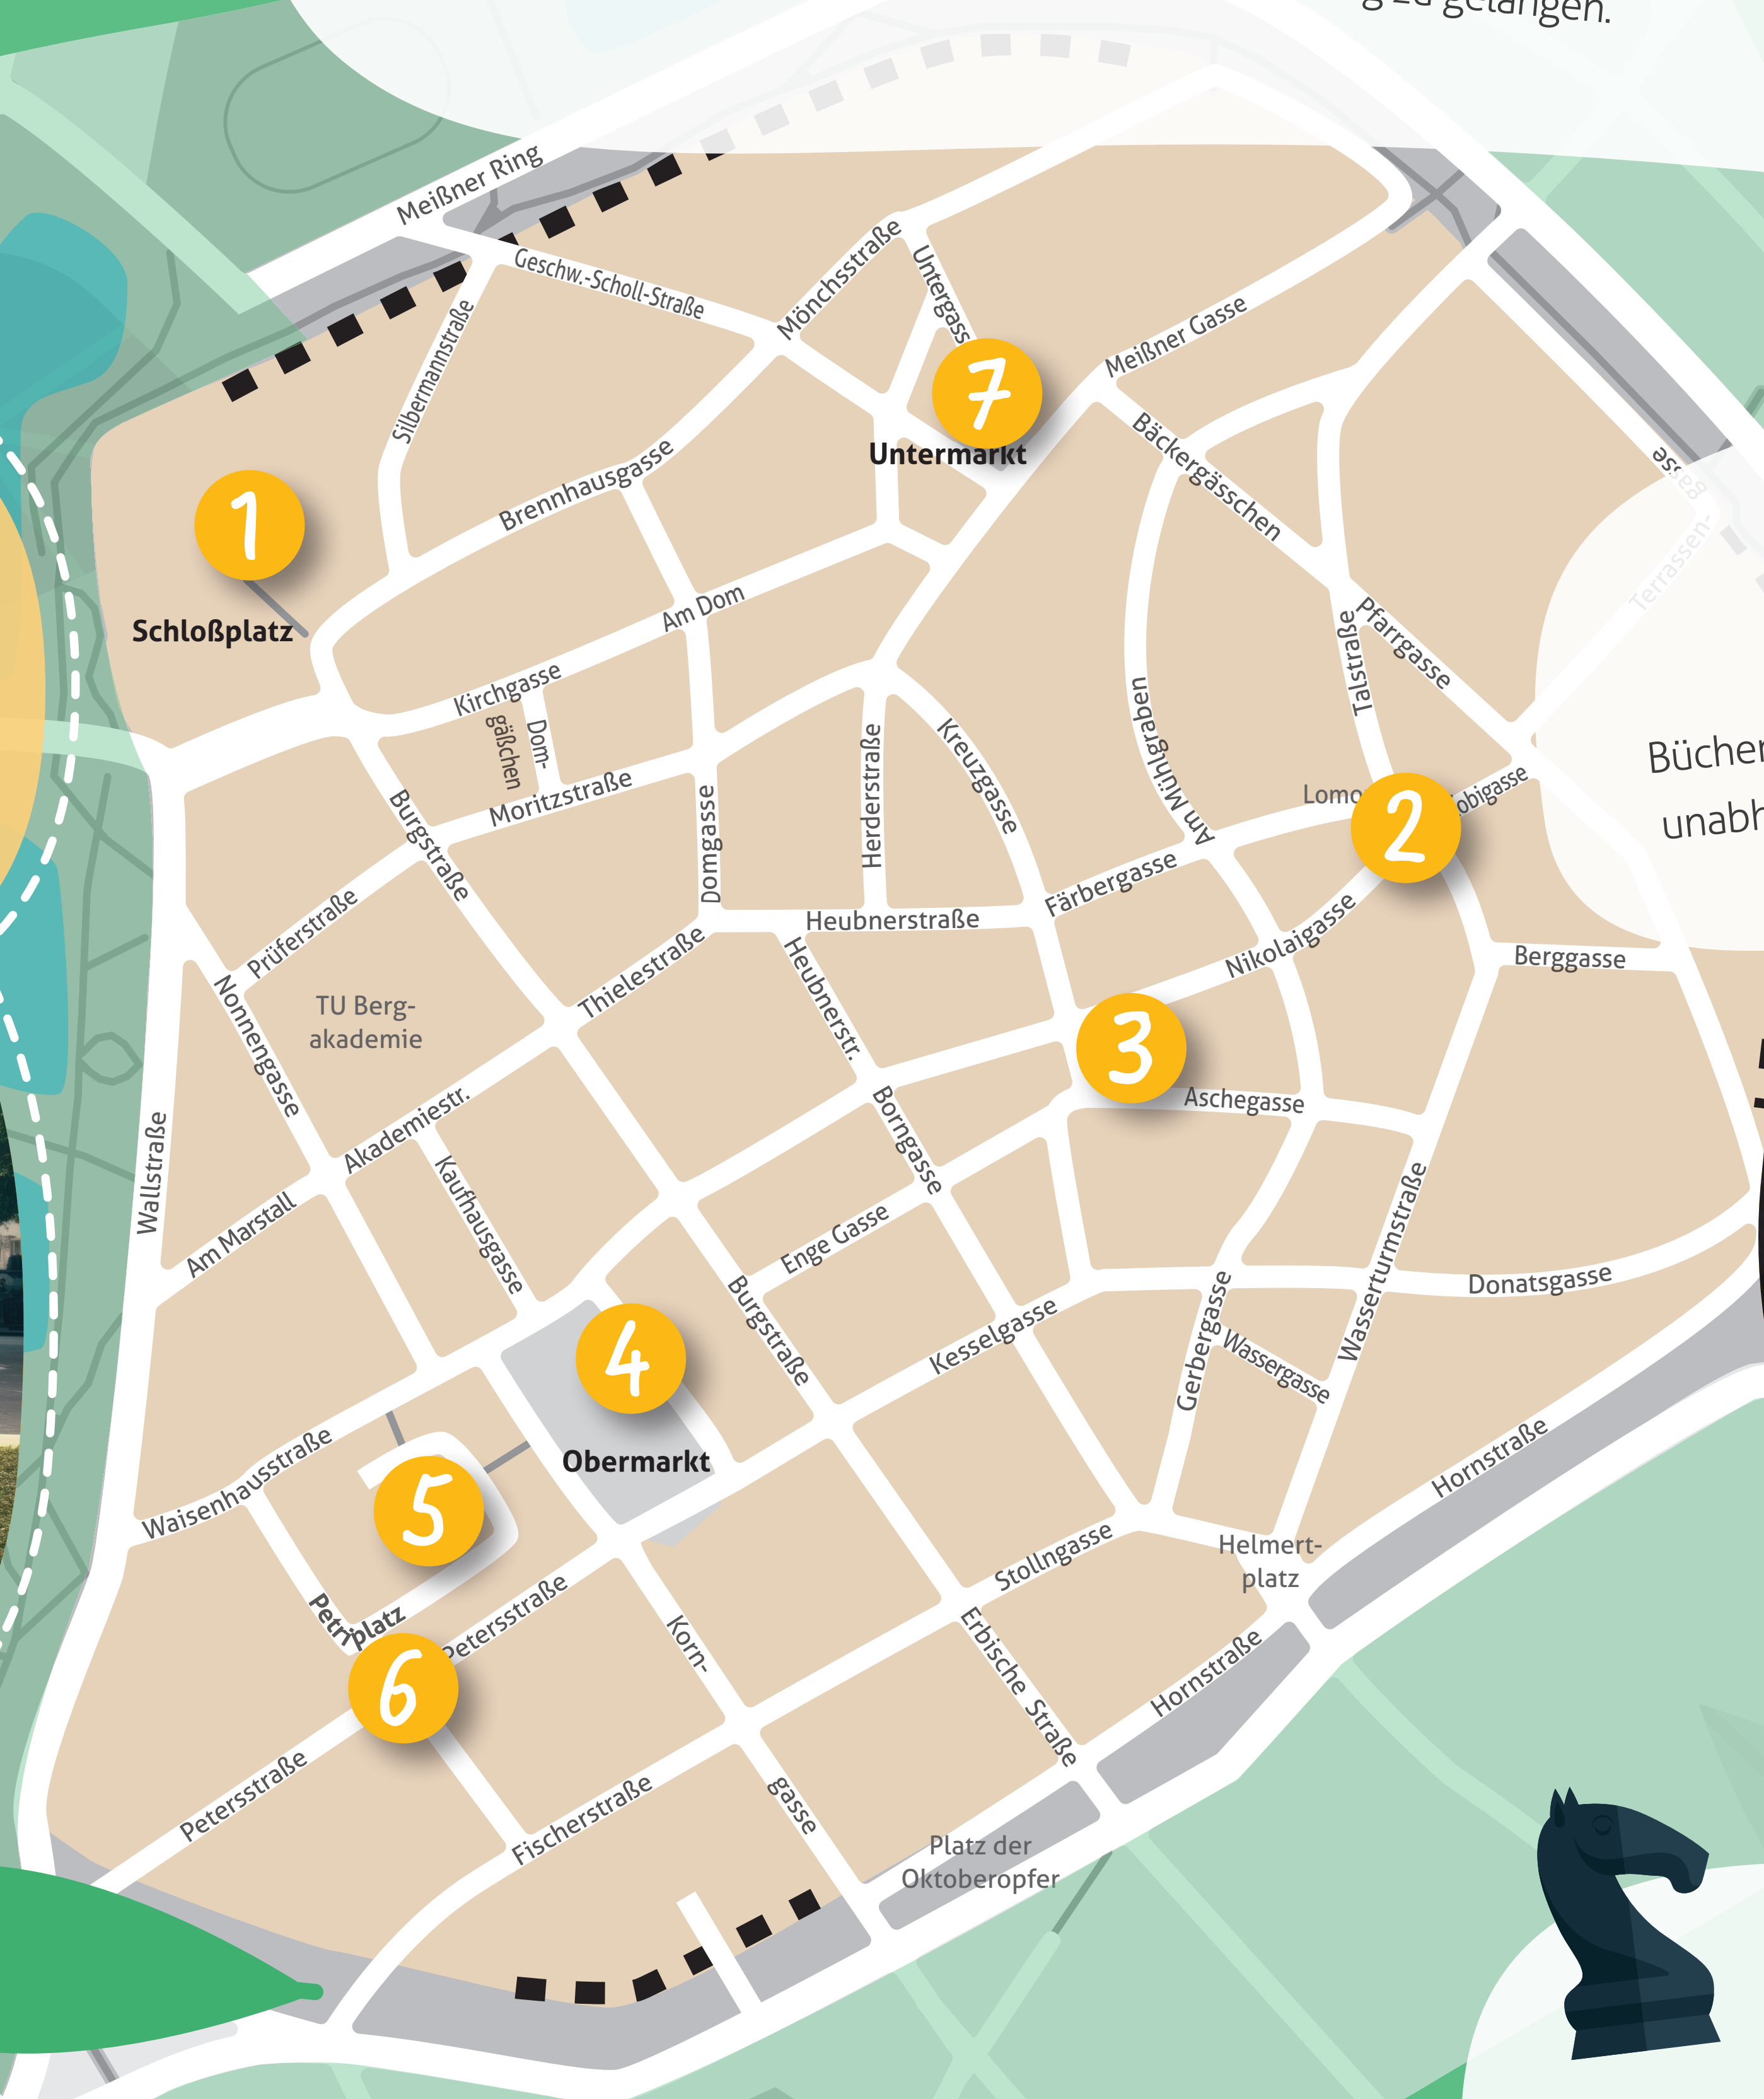 g zu gelangen.
Meißner Ring
Geschw.-Scholl-Straße
Mönchsstraße
Silbermannstraße
Meißner Gasse
7
Untermarkt
Brennhausgasse
Bäckergässchen
gasse
Terrassen-
1
Schloßplatz
Am Dom
Kirchgasse
Dom-
gäßchen
Talstraße
Pfarrgasse
Am Mühlgraben
Kreuzgasse
Herderstraße
Moritzstraße
Domgasse
Burgstraße
2
Färbergasse
Heubnerstraße
Nikolaigasse
Berggasse
Prüferstraße
Thielestraße
Heubnerstr.
Nonnengasse
TU Berg-
akademie
3
Aschegasse
Akademiestr.
Borngasse
Wallstraße
Am Marstall
Kaufhausgasse
Enge Gasse
Burgstraße
Kesselgasse
Gerbergasse
Wassergasse
Wasserturmstraße
Donatsgasse
4
Obermarkt
Waisenhausstraße
5
Hornstraße
Stollngasse
Helmert-
platz
Petriplatz
Petersstraße
6
Korn-
gasse
Erbische Straße
Hornstraße
Petersstraße
Fischerstraße
Platz der
Oktoberopfer